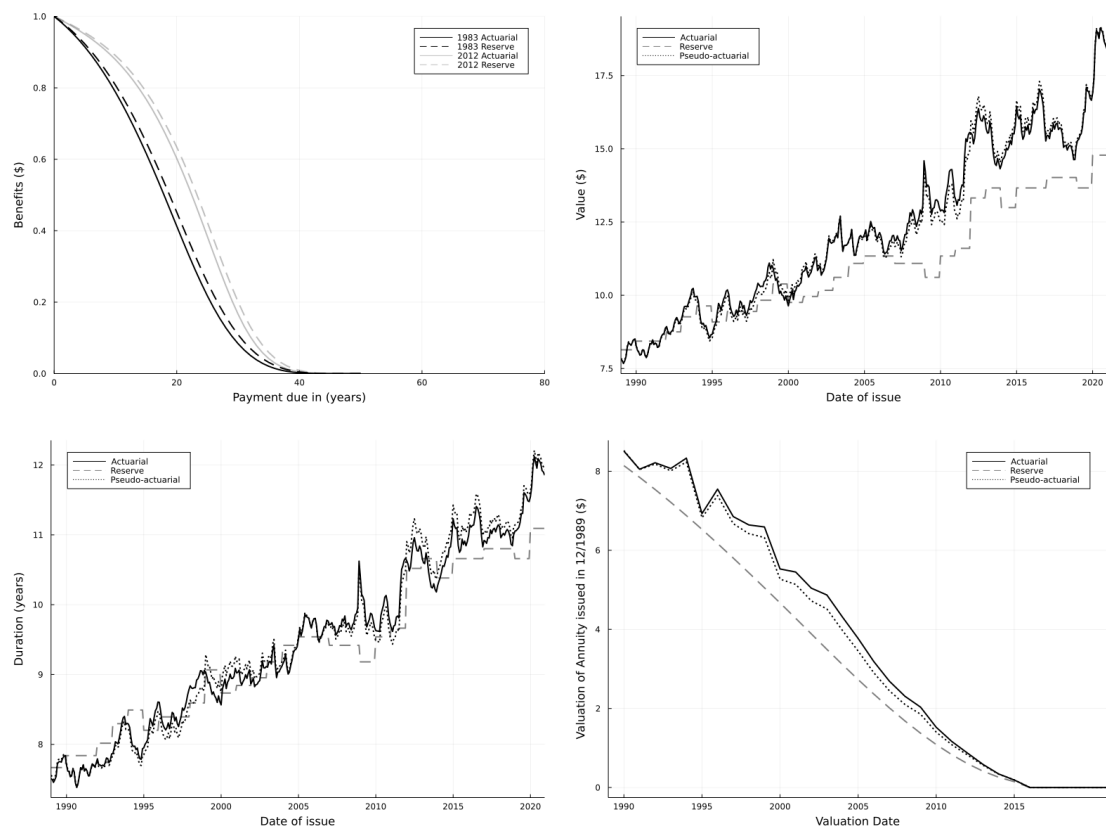 1.0
0.8
0.6
0.4
0.2
0.0
Benefits ($)
1983 Actuarial
1983 Reserve
2012 Actuarial
2012 Reserve
0 20 40 60 80
Payment due in (years)
17.5
15.0
12.5
10.0
7.5
Value ($)
Actuarial
Reserve
Pseudo-actuarial
1990 1995 2000 2005 2010 2015 2020
Date of issue
12
11
10
9
8
Duration (years)
Actuarial
Reserve
Pseudo-actuarial
1990 1995 2000 2005 2010 2015 2020
Date of issue
8
6
4
2
0
Valuation of Annuity issued in 12/1989 ($)
Actuarial
Reserve
Pseudo-actuarial
1990 1995 2000 2005 2010 2015
Valuation Date